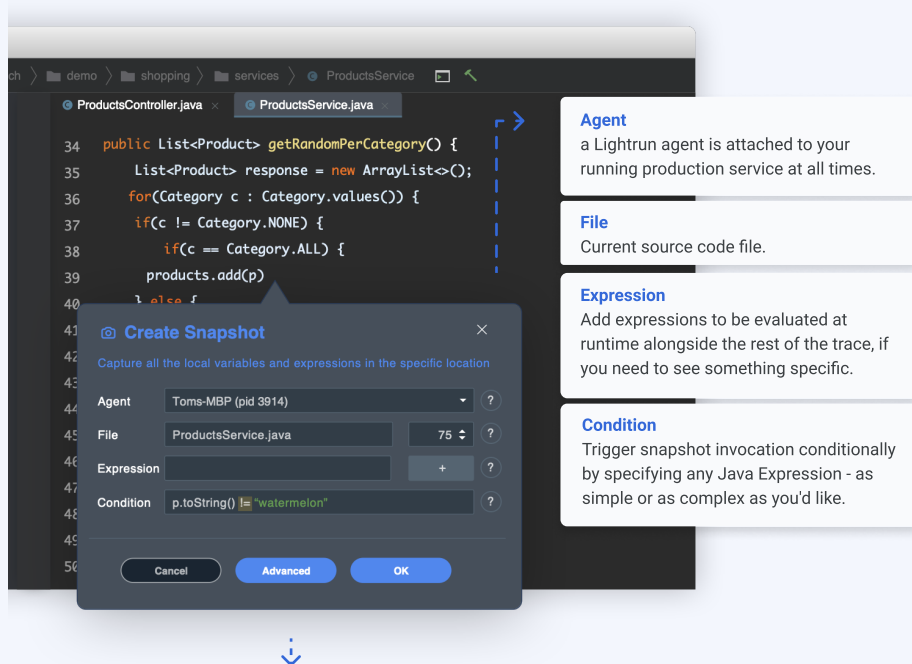 ch demo shopping services ProductsService
ProductsController.java × ProductsService.java ×
34 public List<Product> getRandomPerCategory() {
35 List<Product> response = new ArrayList<>();
36 for(Category c : Category.values()) {
37 if(c != Category.NONE) {
38 if(c == Category.ALL) {
39 products.add(p)
40 } else {
41
42
43
44
45
46
47
48
49
50
Create Snapshot
Capture all the local variables and expressions in the specific location
Agent Toms-MBP (pid 3914) ?
File ProductsService.java 75 ?
Expression + ?
Condition p.toString() != "watermelon" ?
Cancel Advanced OK
Agent
a Lightrun agent is attached to your
running production service at all times.
File
Current source code file.
Expression
Add expressions to be evaluated at
runtime alongside the rest of the trace, if
you need to see something specific.
Condition
Trigger snapshot invocation conditionally
by specifying any Java Expression - as
simple or as complex as you'd like.